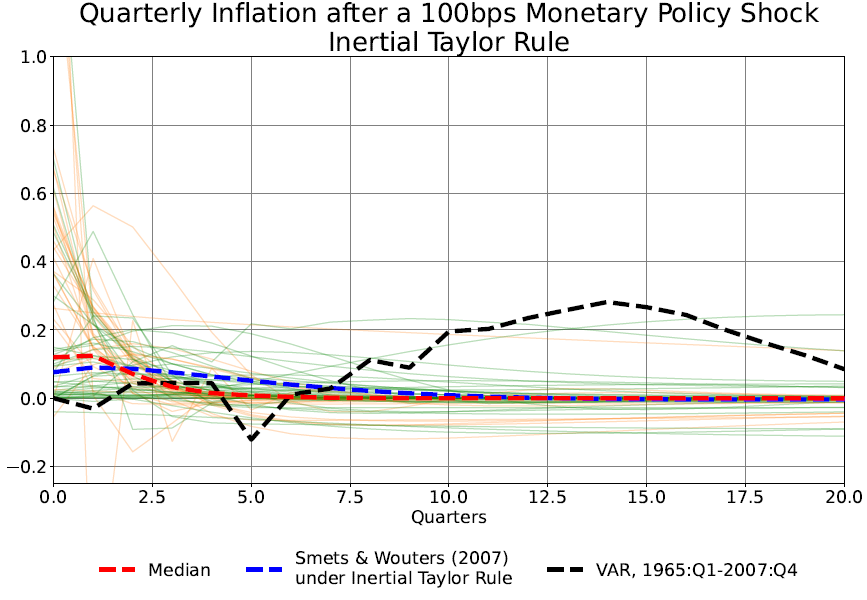 Quarterly Inflation after a 100bps Monetary Policy Shock
Inertial Taylor Rule
1.0
0.8
0.6
0.4
0.2
0.0
−0.2
0.0 2.5 5.0 7.5 10.0 12.5 15.0 17.5 20.0
Quarters
Median
Smets & Wouters (2007)
under Inertial Taylor Rule
VAR, 1965:Q1-2007:Q4